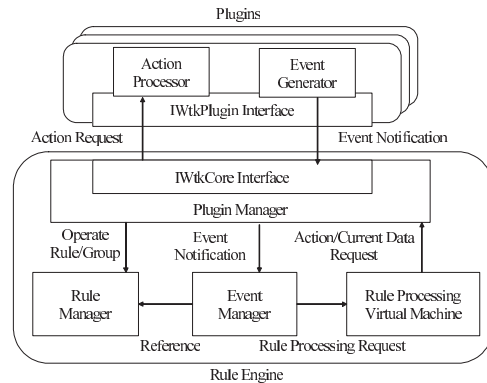 Plugins
Action
Processor
Event
Generator
IWtkPlugin Interface
Action Request
Event Notification
IWtkCore Interface
Plugin Manager
Operate
Rule/Group
Event
Notification
Action/Current Data
Request
Rule
Manager
Event
Manager
Rule Processing
Virtual Machine
Reference
Rule Processing Request
Rule Engine